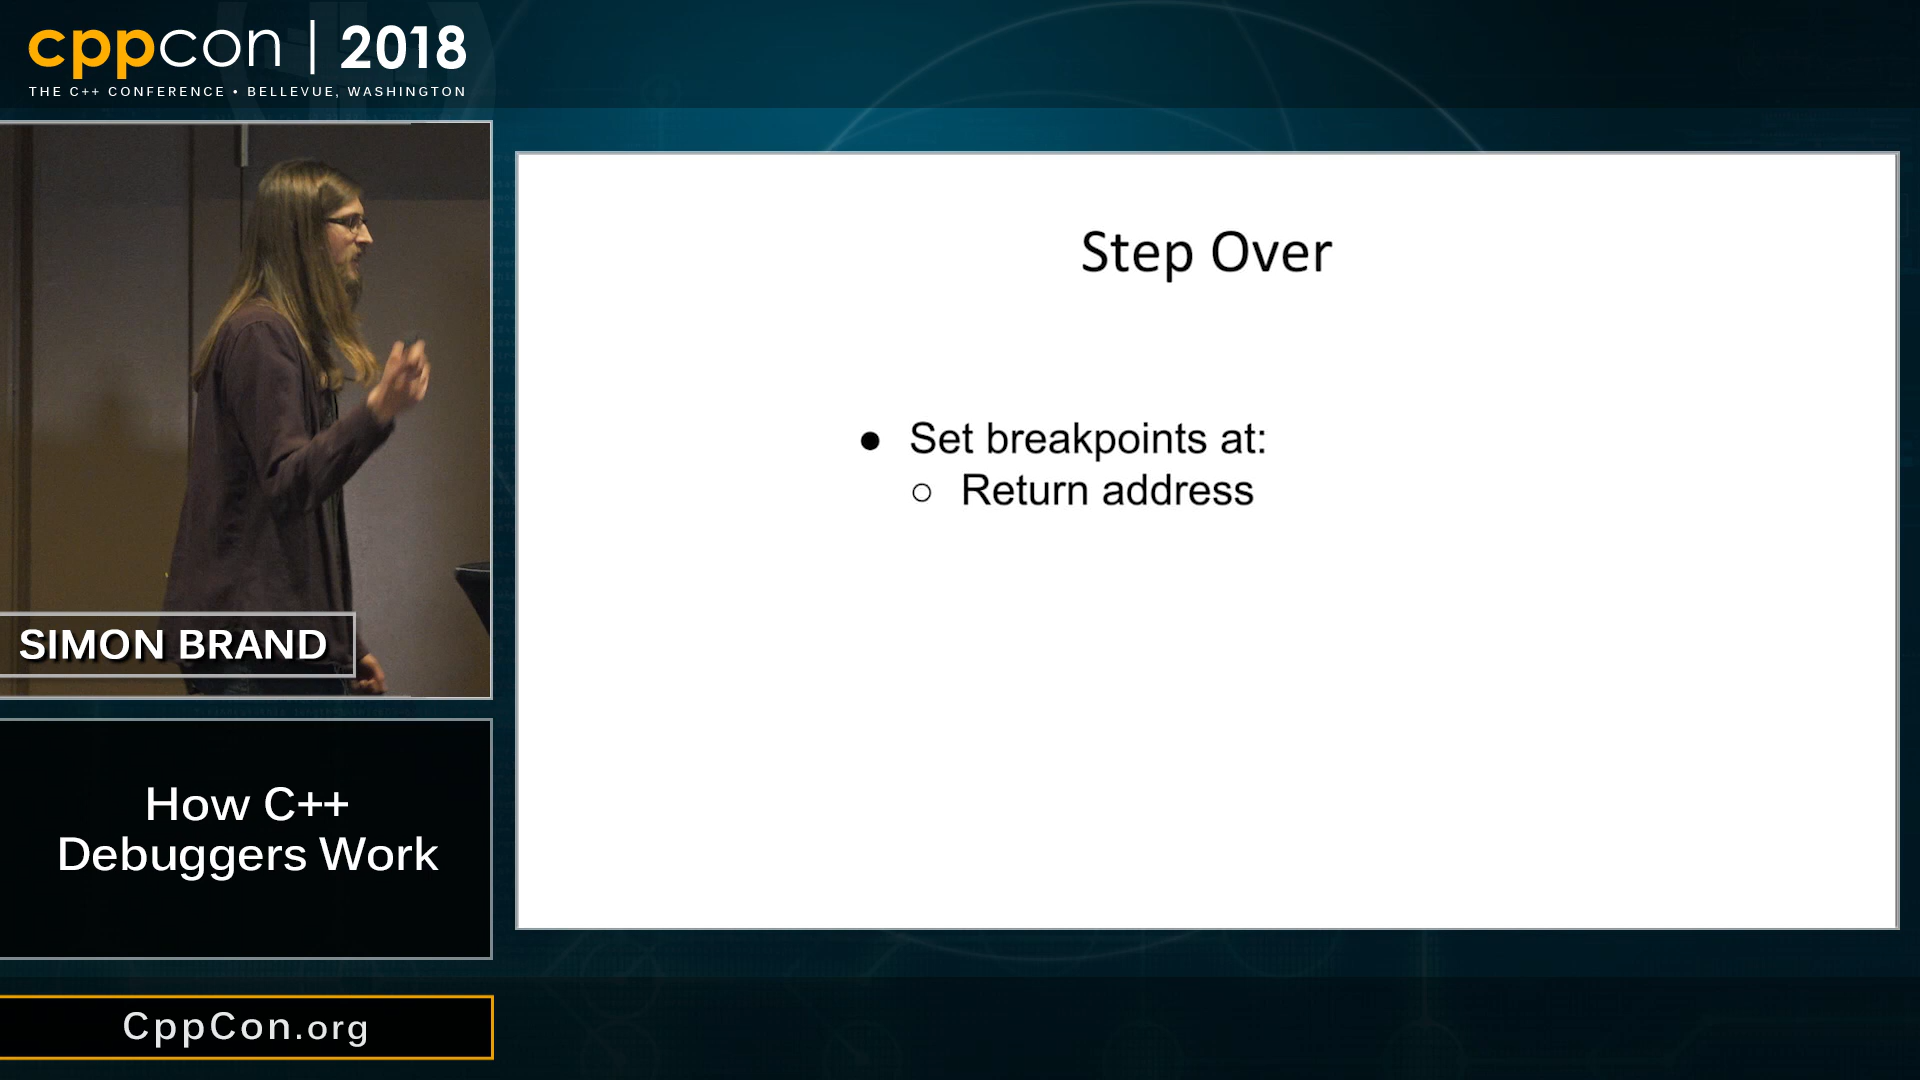 cppcon | 2018
THE C++ CONFERENCE • BELLEVUE, WASHINGTON
SIMON BRAND
How C++
Debuggers Work
CppCon.org
Step Over
● Set breakpoints at:
○ Return address